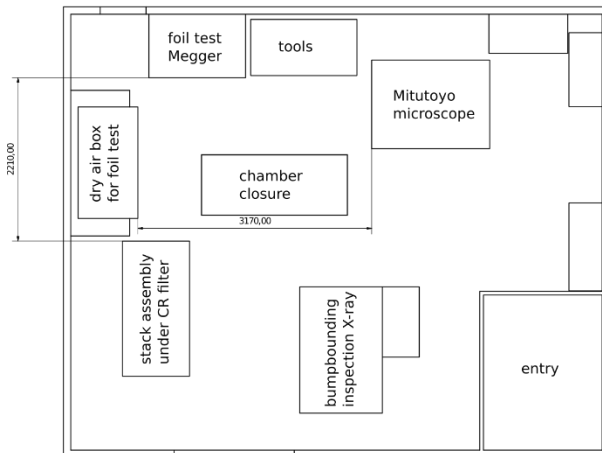 foil test
Megger
tools
Mitutoyo
microscope
dry air box
for foil test
2210,00
chamber
closure
3170,00
stack assembly
under CR filter
bumpbounding
inspection X-ray
entry